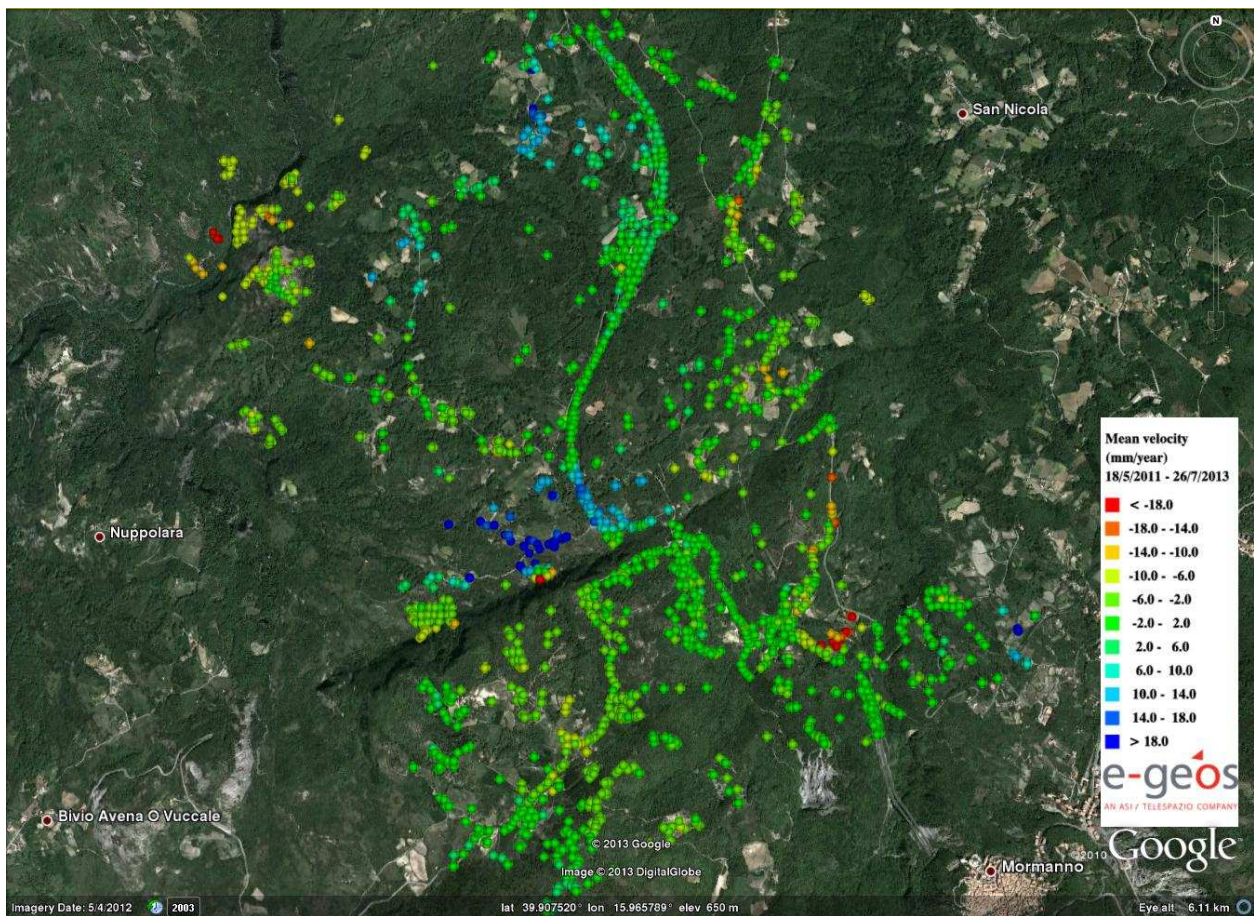 N
San Nicola
Mean velocity
(mm/year)
18/5/2011 - 26/7/2013
< -18.0
-18.0 - -14.0
-14.0 - -10.0
-10.0 - -6.0
-6.0 - -2.0
-2.0 - 2.0
2.0 - 6.0
6.0 - 10.0
10.0 - 14.0
14.0 - 18.0
> 18.0
Nuppolara
e-geos
AN ASI / TELESPAZIO COMPANY
Bivio Avena O Vuccale
© 2013 Google
©2010 Google
Image © 2013 DigitalGlobe
Mormanno
Imagery Date: 5/4/2012 2003 lat 39.907520° lon 15.965789° elev 650 m Eye alt 6.11 km